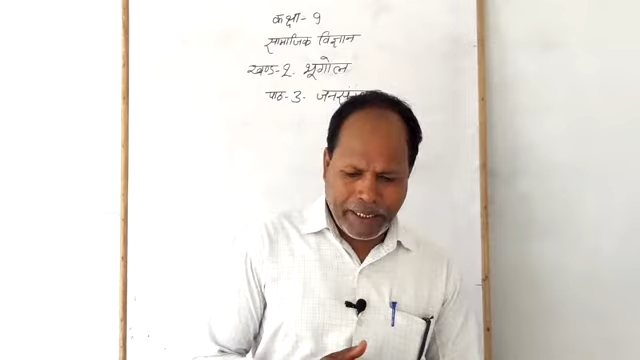 कक्षा-9
सामाजिक विज्ञान
खण्ड-2. भूगोल
पाठ-3-